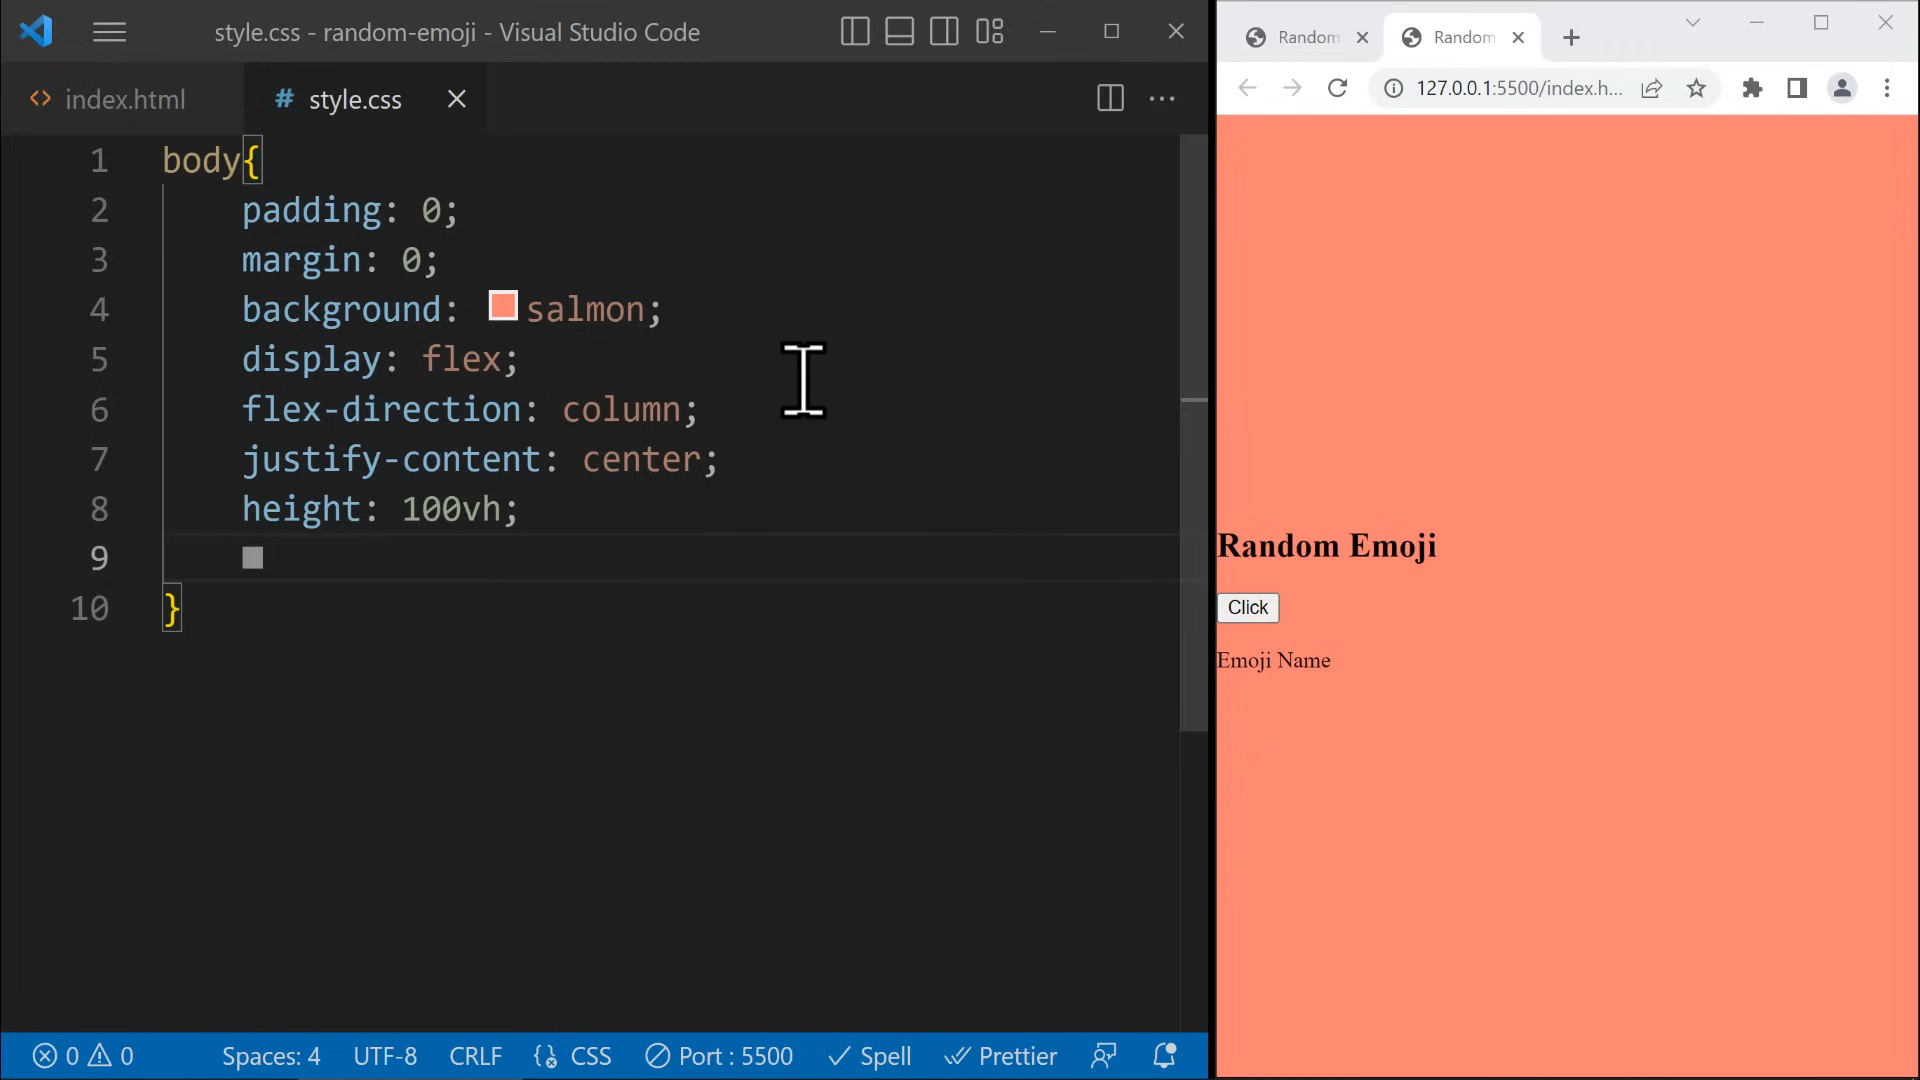 style.css - random-emoji - Visual Studio Code
index.html
# style.css
1 body{
2 padding: 0;
3 margin: 0;
4 background: salmon;
5 display: flex;
6 flex-direction: column;
7 justify-content: center;
8 height: 100vh;
9
10 }
0 0 Spaces: 4 UTF-8 CRLF CSS Port : 5500 Spell Prettier
Random Random
127.0.0.1:5500/index.h...
Random Emoji
Click
Emoji Name